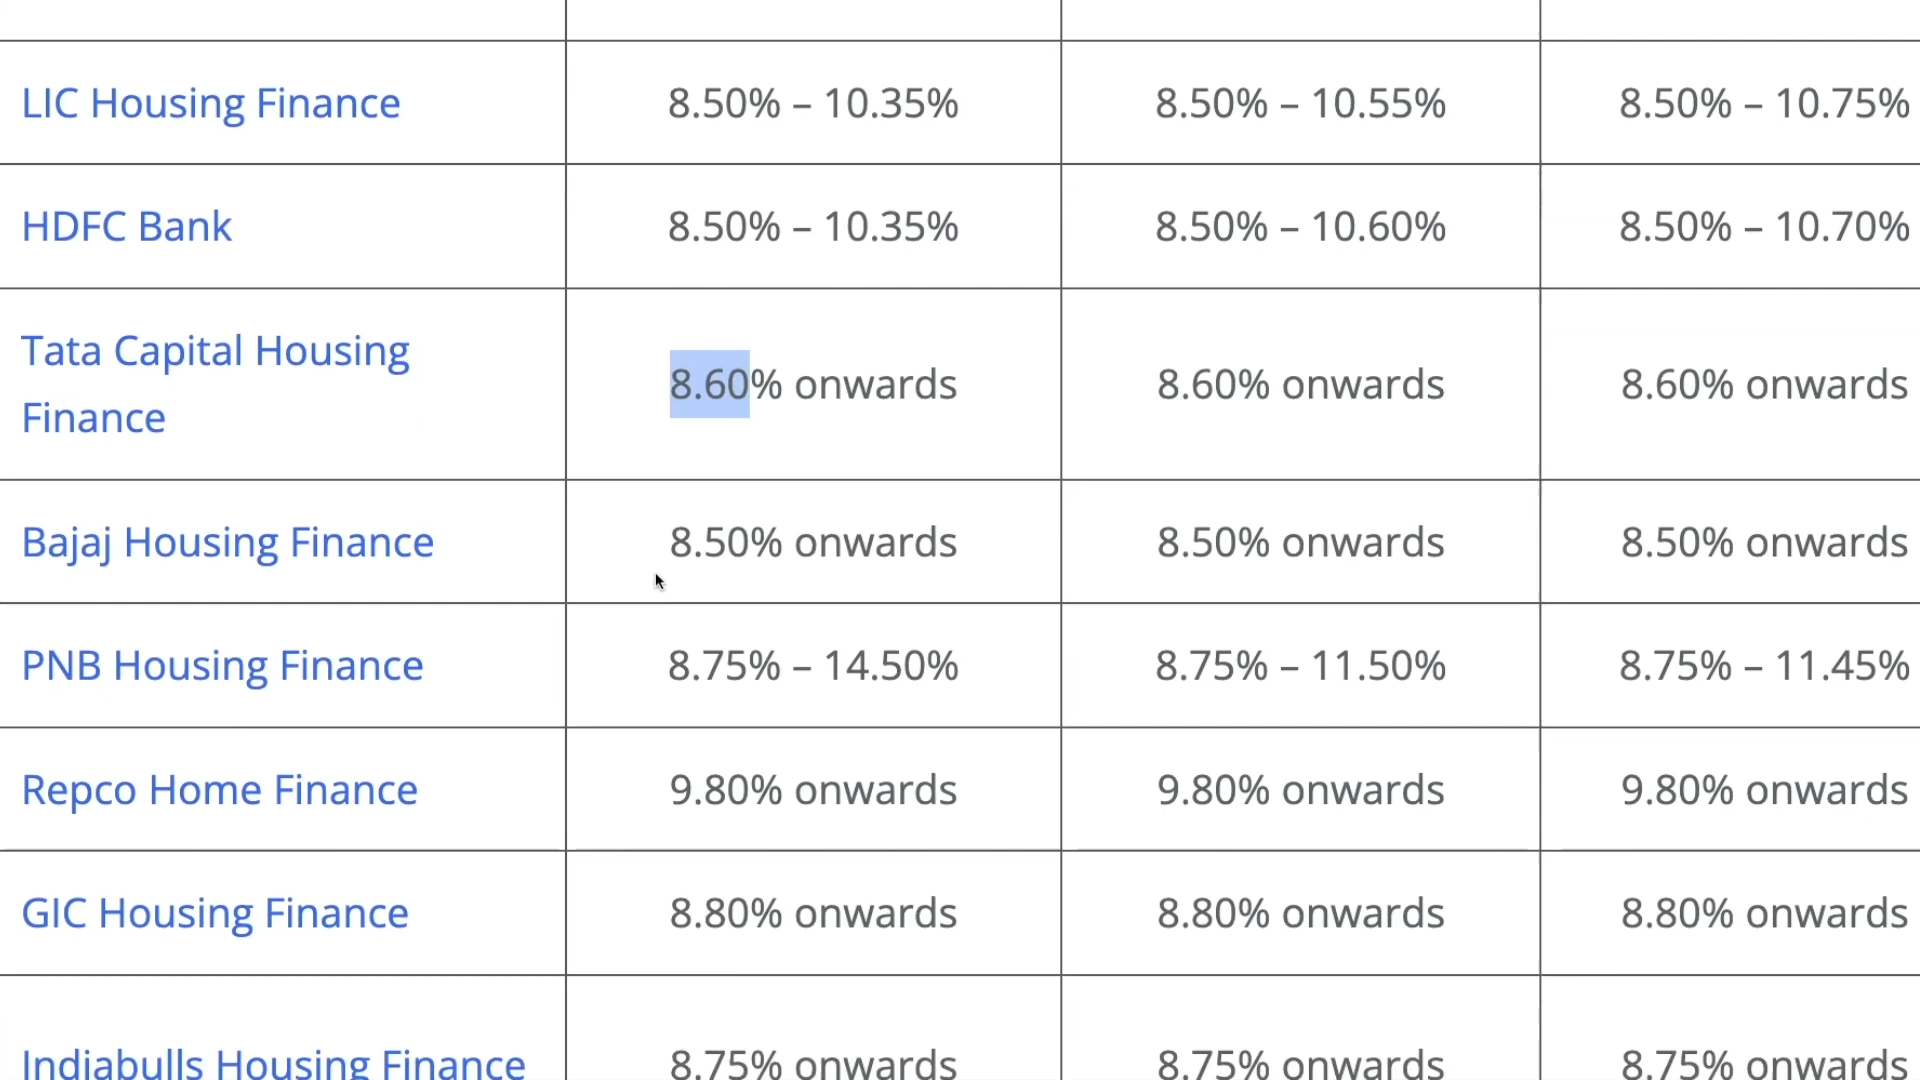 LIC Housing Finance 8.50% – 10.35% 8.50% – 10.55% 8.50% – 10.75%
HDFC Bank 8.50% – 10.35% 8.50% – 10.60% 8.50% – 10.70%
Tata Capital Housing
Finance 8.60% onwards 8.60% onwards 8.60% onwards
Bajaj Housing Finance 8.50% onwards 8.50% onwards 8.50% onwards
PNB Housing Finance 8.75% – 14.50% 8.75% – 11.50% 8.75% – 11.45%
Repco Home Finance 9.80% onwards 9.80% onwards 9.80% onwards
GIC Housing Finance 8.80% onwards 8.80% onwards 8.80% onwards
Indiabulls Housing Finance 8.75% onwards 8.75% onwards 8.75% onwards